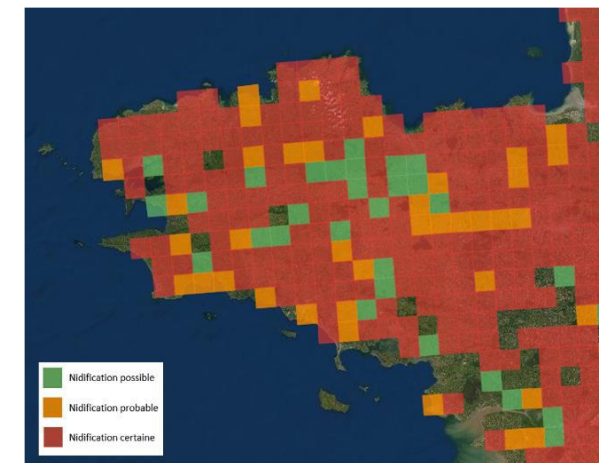 Nidification possible
Nidification probable
Nidification certaine